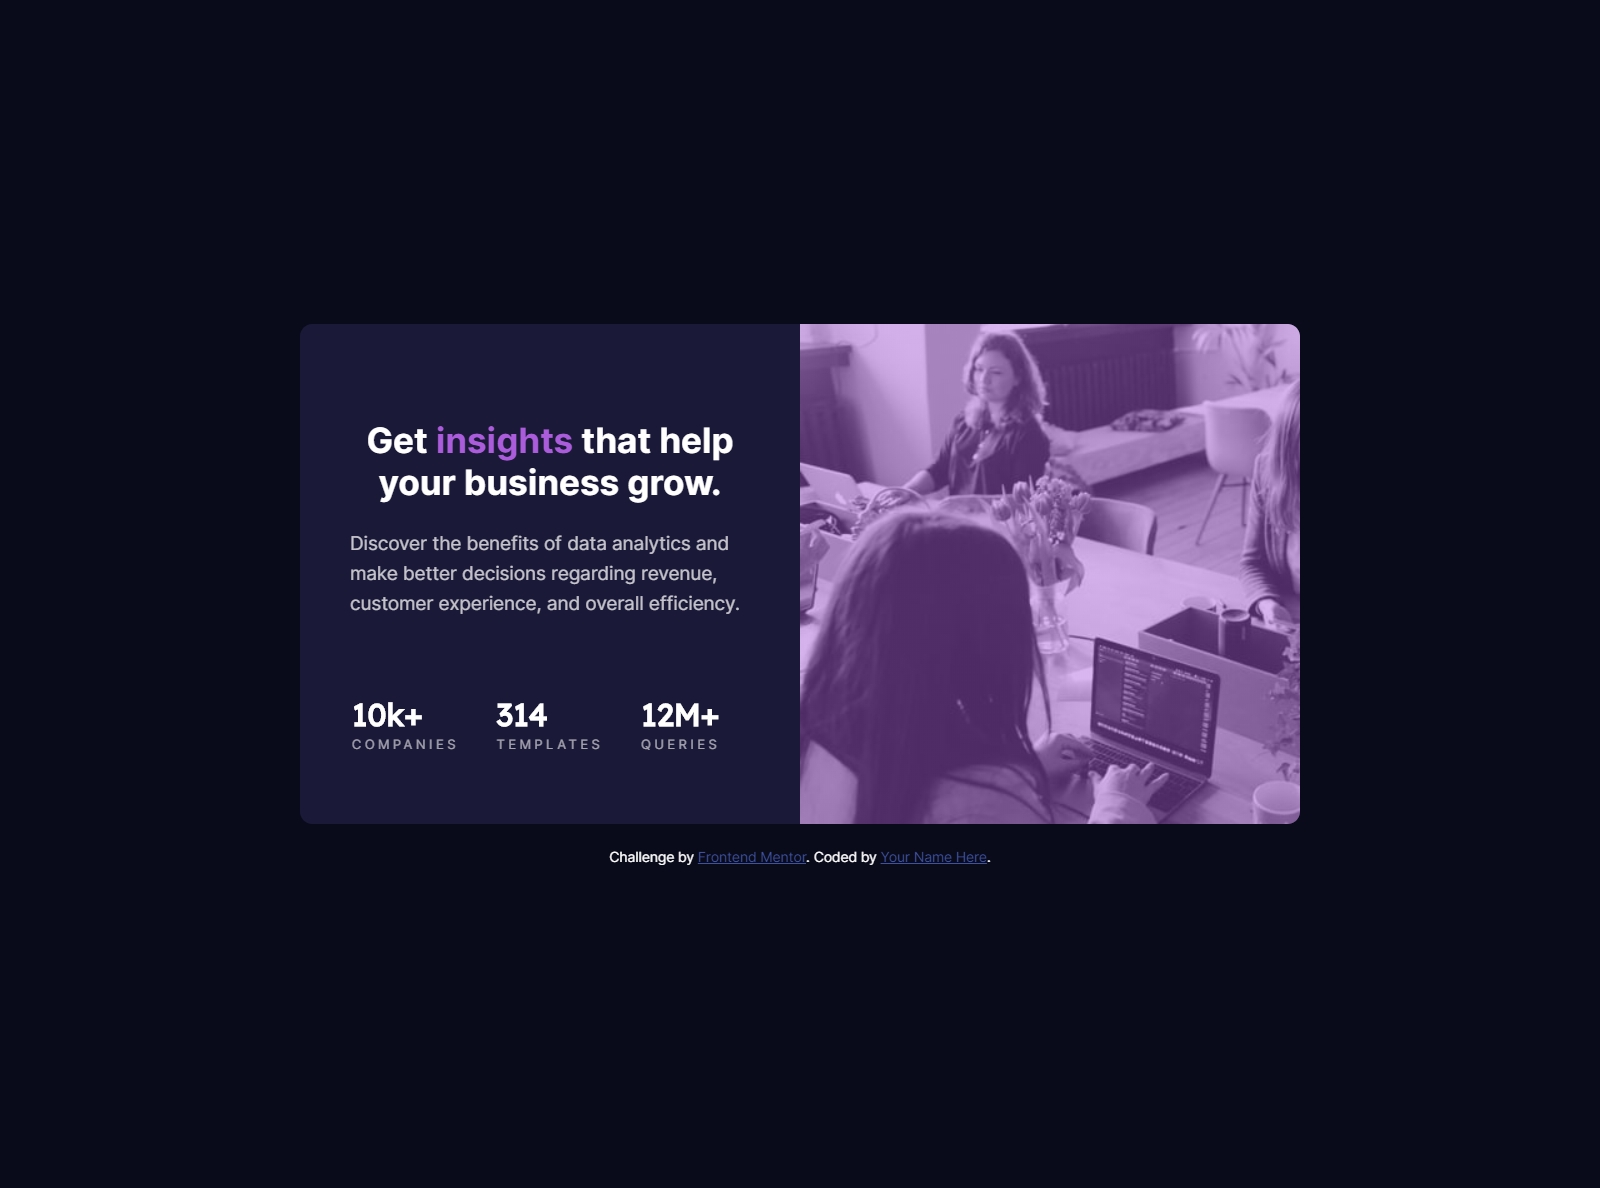 Get insights that help
your business grow.
Discover the benefits of data analytics and
make better decisions regarding revenue,
customer experience, and overall efficiency.
10k+ 314 12M+
COMPANIES TEMPLATES QUERIES
Challenge by Frontend Mentor. Coded by Your Name Here.